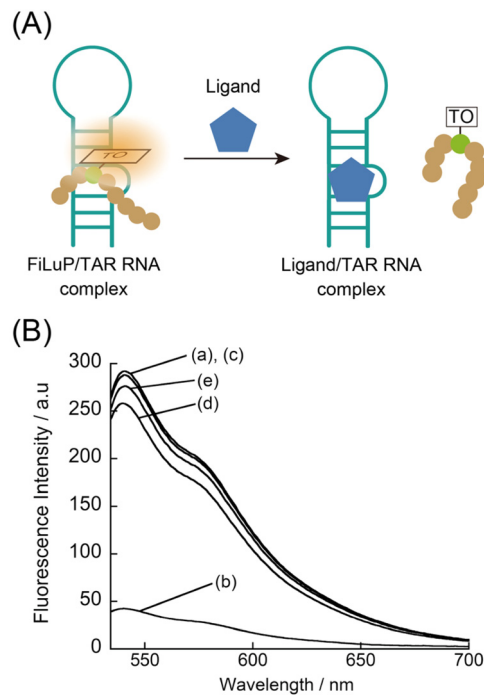 (A)
Ligand
TO
TO
FiLuP/TAR RNA
complex
Ligand/TAR RNA
complex
(B)
300
250
200
150
100
50
0
Fluorescence Intensity / a.u
(a), (c)
(e)
(d)
(b)
550
600
650
700
Wavelength / nm